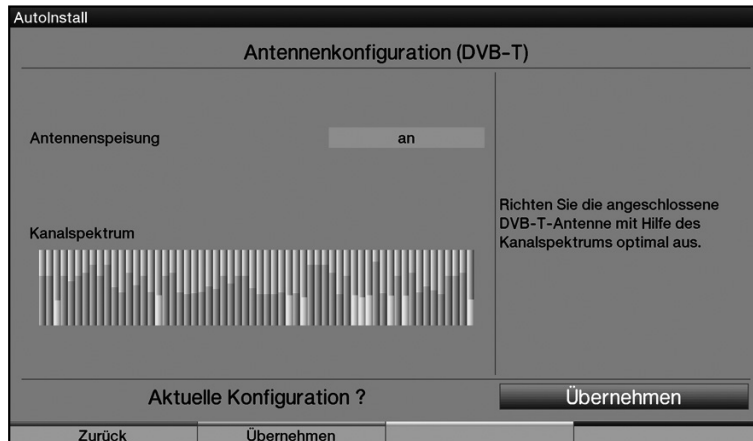 AutoInstall
Antennenkonfiguration (DVB-T)
Antennenspeisung
an
Kanalspektrum
Richten Sie die angeschlossene
DVB-T-Antenne mit Hilfe des
Kanalspektrums optimal aus.
Aktuelle Konfiguration ?
Übernehmen
Zurück
Übernehmen